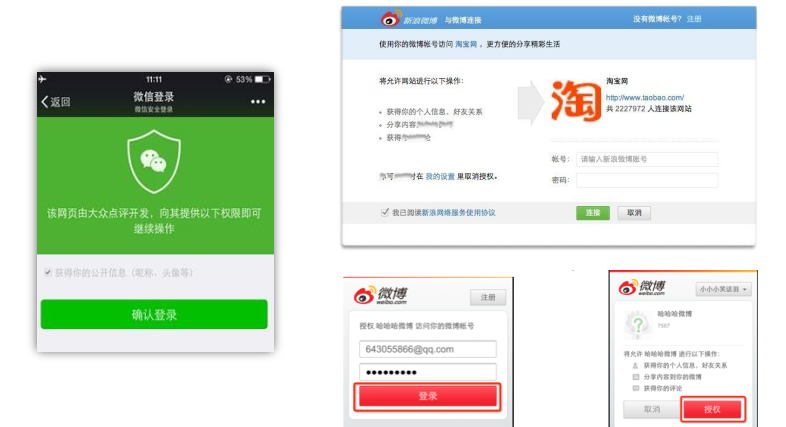 11:11
53%
返回
微信登录
微信安全登录
该网页由大众点评开发，向其提供以下权限即可
继续操作
获得你的公开信息（昵称、头像等）
确认登录
新浪微博 与微博连接
没有微博帐号？ 注册
使用你的微博帐号访问 淘宝网 ，更方便的分享精彩生活
将允许网站进行以下操作:
获得你的个人信息、好友关系
分享内容
获得
在 我的设置 里取消授权。
淘
淘宝网
http://www.taobao.com/
共 2227972 人连接该网站
帐号:
请输入新浪微博账号
密码:
我已阅读新浪网络服务使用协议
连接
取消
微博
weibo.com
注册
授权 哈哈哈微博 访问你的微博帐号
643055866@qq.com
登录
微博
weibo.com
小小小笑话
哈哈哈微博
7567
将允许 哈哈哈微博 进行以下操作:
获得你的个人信息、好友关系
分享内容到你的微博
获得你的评论
取消
授权